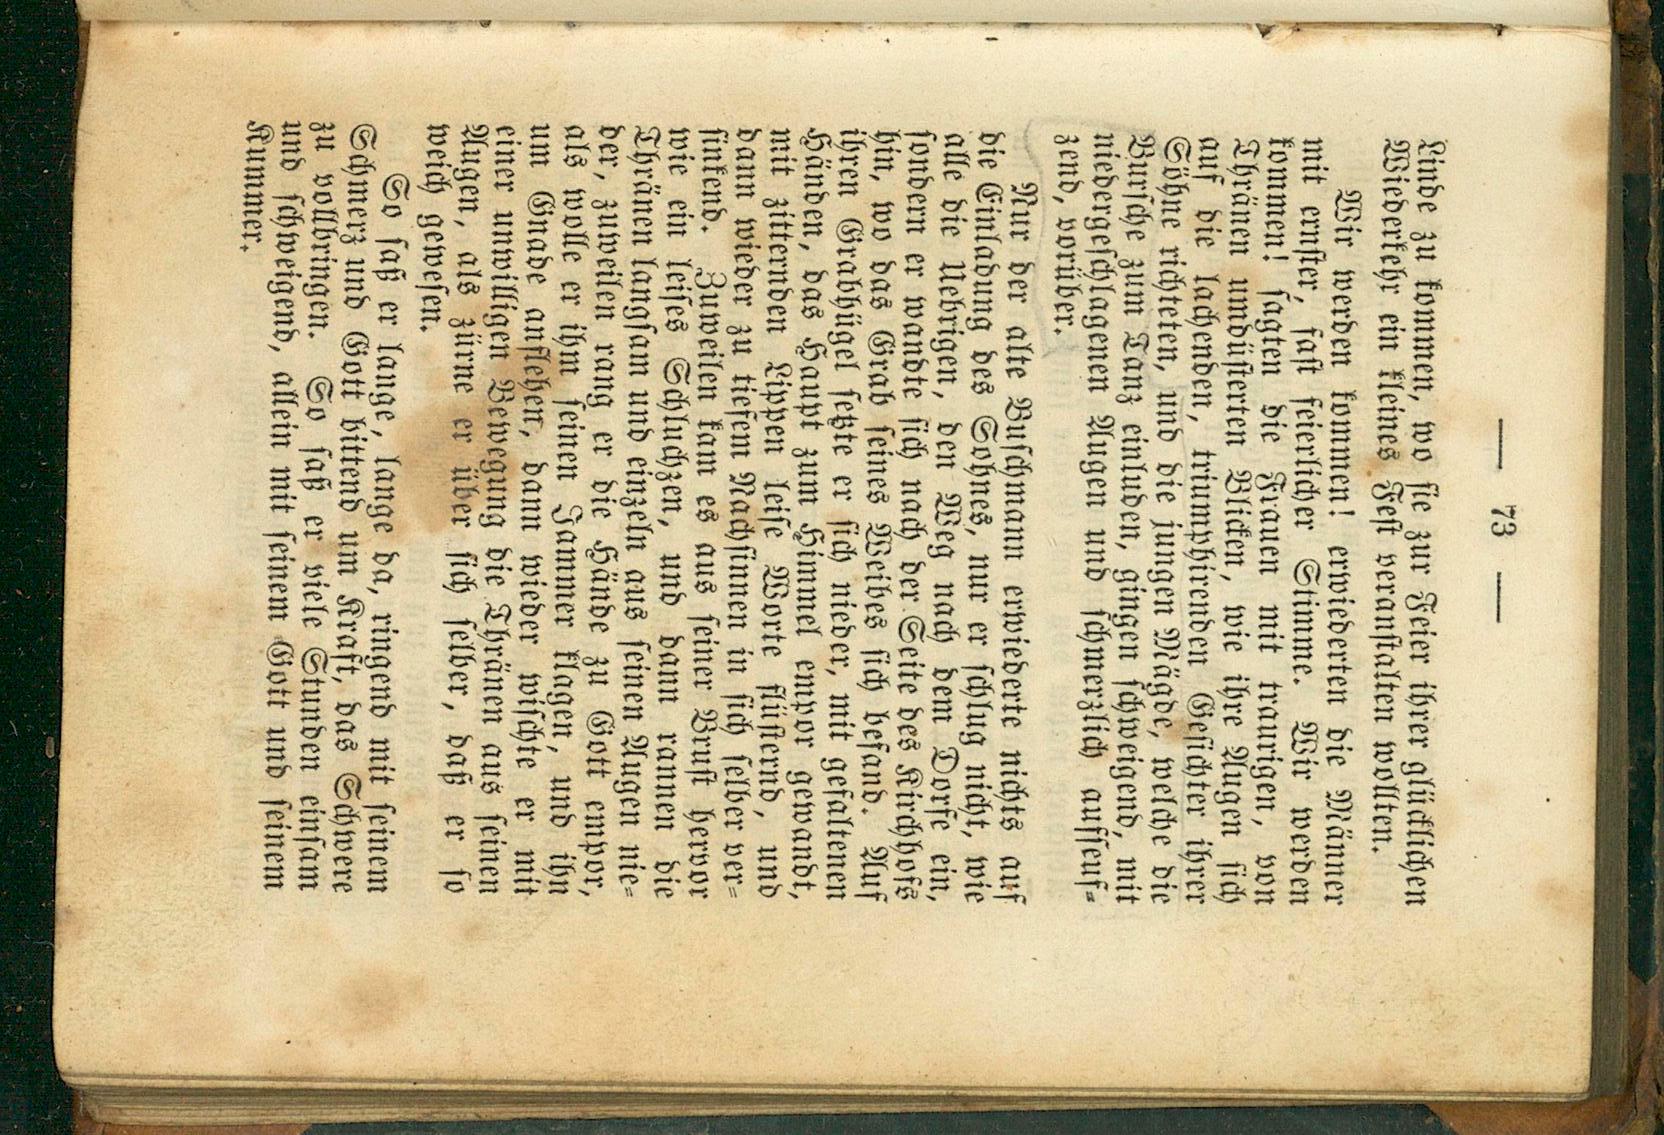 — 73 —
Linde zu kommen, wo sie zur Feier ihrer glücklichen
Wiederkehr ein kleines Fest veranstalten wollten.
Wir werden kommen! erwiederten die Männer
mit ernster, fast feierlicher Stimme. Wir werden
kommen! sagten die Frauen mit traurigen, von
Thränen umdüsterten Blicken, wie ihre Augen sich
auf die lachenden, triumphirenden Gesichter ihrer
Söhne richteten, und die jungen Mägde, welche die
Bursche zum Tanz einluden, gingen schweigend, mit
niedergeschlagenen Augen und schmerzlich aufseuf-
zend, vorüber.
Nur der alte Buschmann erwiederte nichts auf
die Einladung des Sohnes, nur er schlug nicht, wie
alle die Uebrigen, den Weg nach dem Dorfe ein,
sondern er wandte sich nach der Seite des Kirchhofs
hin, wo das Grab seines Weibes sich befand. Auf
ihren Grabhügel setzte er sich nieder, mit gefaltenen
Händen, das Haupt zum Himmel empor gewandt,
mit zitternden Lippen leise Worte flüsternd, und
dann wieder zu tiefem Nachsinnen in sich selber ver-
sinkend. Zuweilen kam es aus seiner Brust hervor
wie ein leises Schluchzen, und dann rannen die
Thränen langsam und einzeln aus seinen Augen nie-
der, zuweilen rang er die Hände zu Gott empor,
als wolle er ihm seinen Jammer klagen, und ihn
um Gnade anflehen, dann wieder wischte er mit
einer unwilligen Bewegung die Thränen aus seinen
Augen, als zürne er über sich selber, daß er so
weich gewesen.
So saß er lange, lange da, ringend mit seinem
Schmerz und Gott bittend um Kraft, das Schwere
zu vollbringen. So saß er viele Stunden einsam
und schweigend, allein mit seinem Gott und seinem
Kummer.